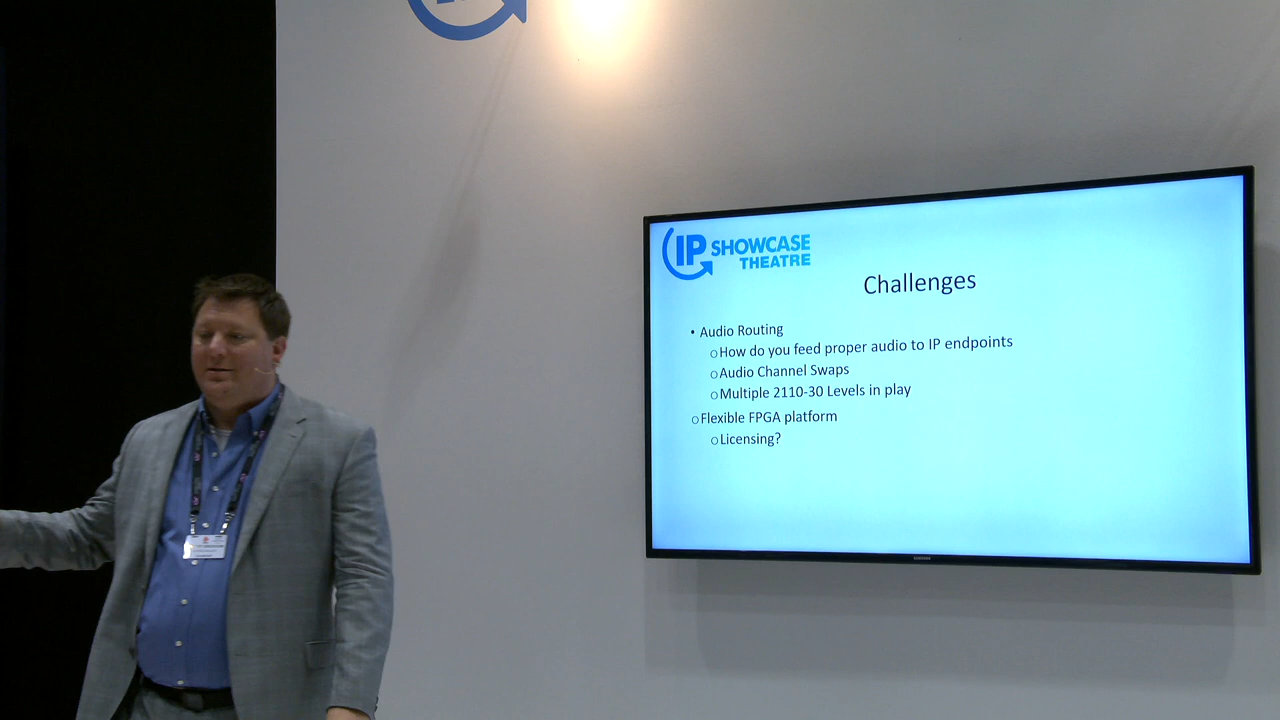 IP SHOWCASE
THEATRE
Challenges
• Audio Routing
o How do you feed proper audio to IP endpoints
o Audio Channel Swaps
o Multiple 2110-30 Levels in play
o Flexible FPGA platform
o Licensing?
SAMSUNG